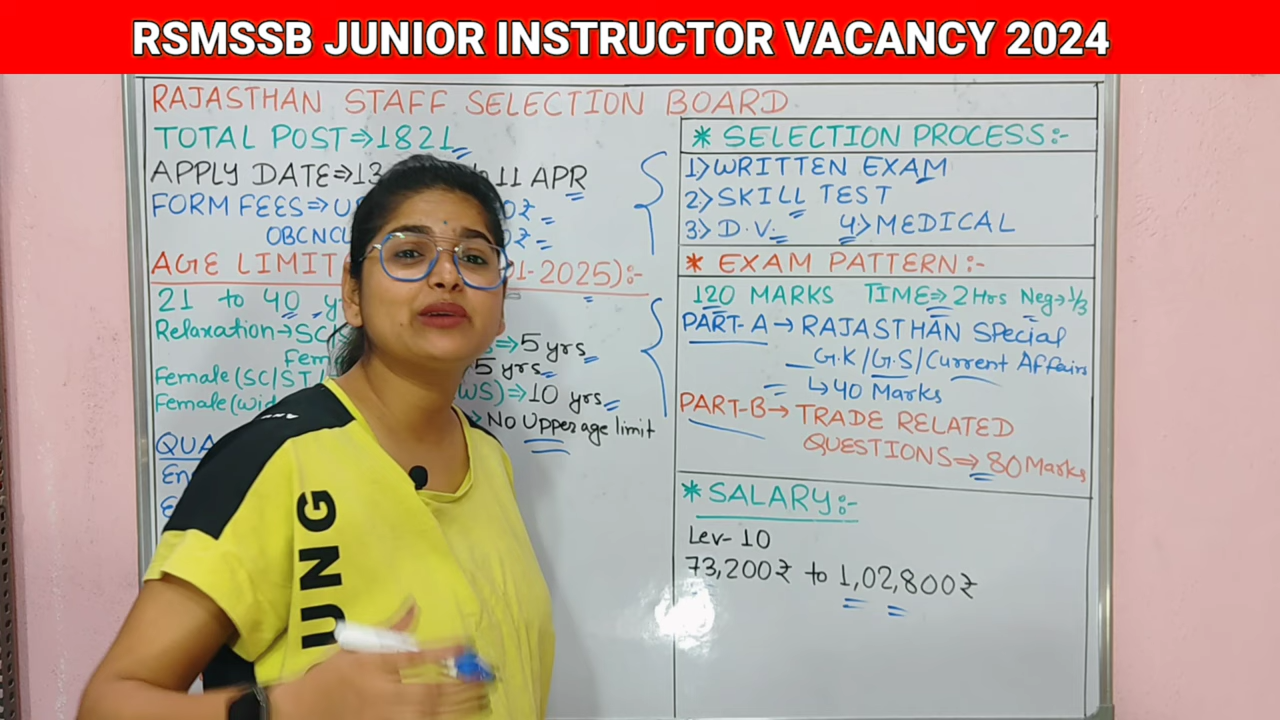 RSMSSB JUNIOR INSTRUCTOR VACANCY 2024
RAJASTHAN STAFF SELECTION BOARD
TOTAL POST⇒1821
APPLY DATE⇒13 11 APR
FORM FEES⇒
OBCNCL
AGE LIMIT -2025):-
21 to 40
Relaxation→ ⇒5 yrs
5 yrs
Female(SC/ST/ ⇒10 yrs
Female(wid No Upper age limit
UNG
* SELECTION PROCESS:-
1>WRITTEN EXAM
2>SKILL TEST
3>D.V. 4>MEDICAL
* EXAM PATTERN:-
120 MARKS TIME⇒2Hrs Neg→1/3
PART-A→RAJASTHAN SPecial
G.K/G.S/Current Affairs
↳40 Marks
PART-B→TRADE RELATED
QUESTIONS⇒80Marks
* SALARY:-
Lev-10
73,200₹ to 1,02,800₹